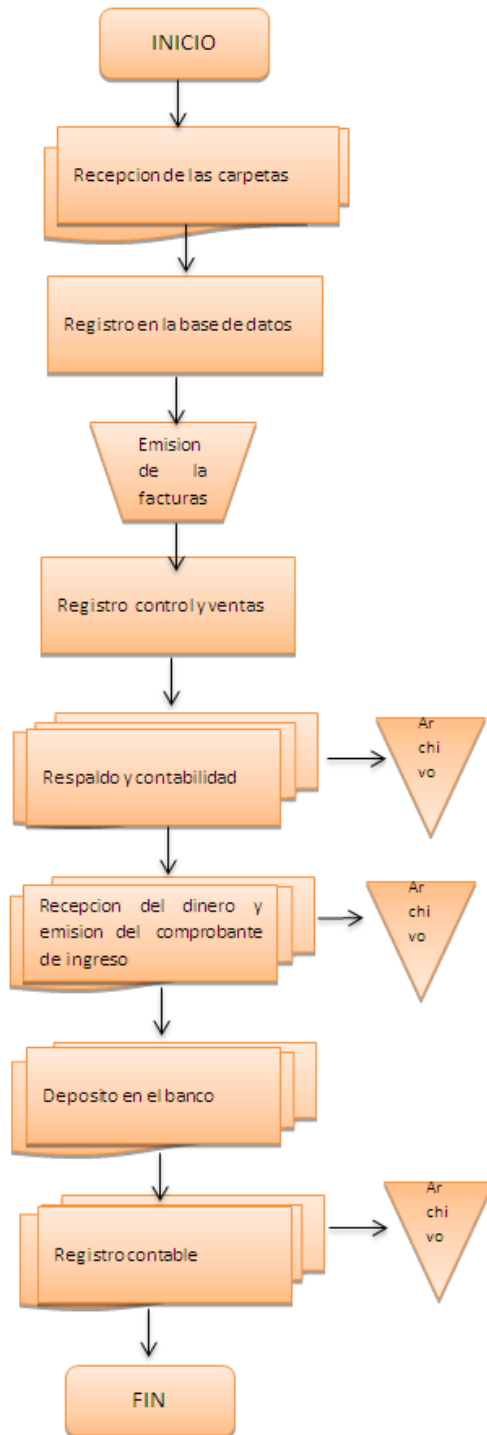 INICIO
Recepcion de las carpetas
Registro en la base de datos
Emision
de la
facturas
Registro control y ventas
Respaldo y contabilidad
Ar
chi
vo
Recepcion del dinero y
emision del comprobante
de ingreso
Ar
chi
vo
Deposito en el banco
Registro contable
Ar
chi
vo
FIN